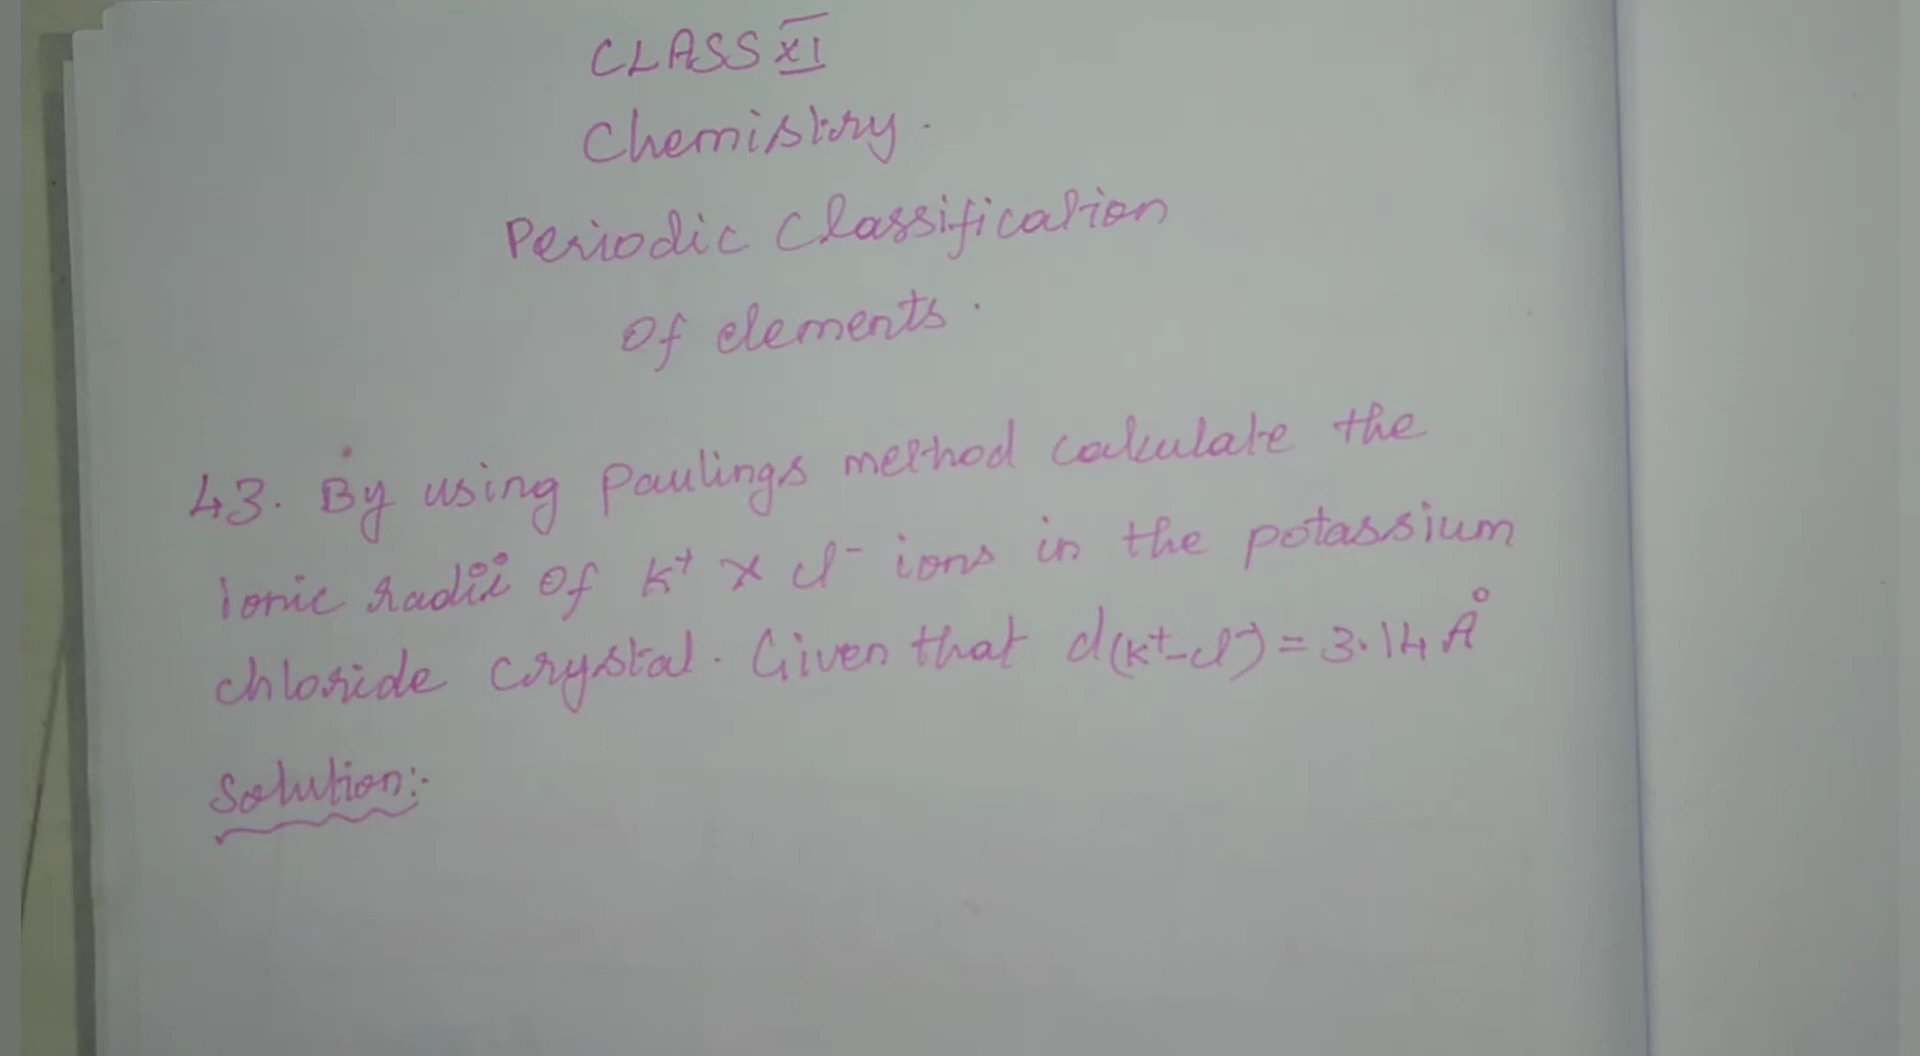 CLASS XI
Chemistry.
Periodic Classification
Of elements.
43. By using Paulings method calculate the
ionic radii of K⁺ & Cl⁻ ions in the potassium
chloride crystal. Given that d(K⁺-Cl⁻) = 3.14 Å
Solution:-